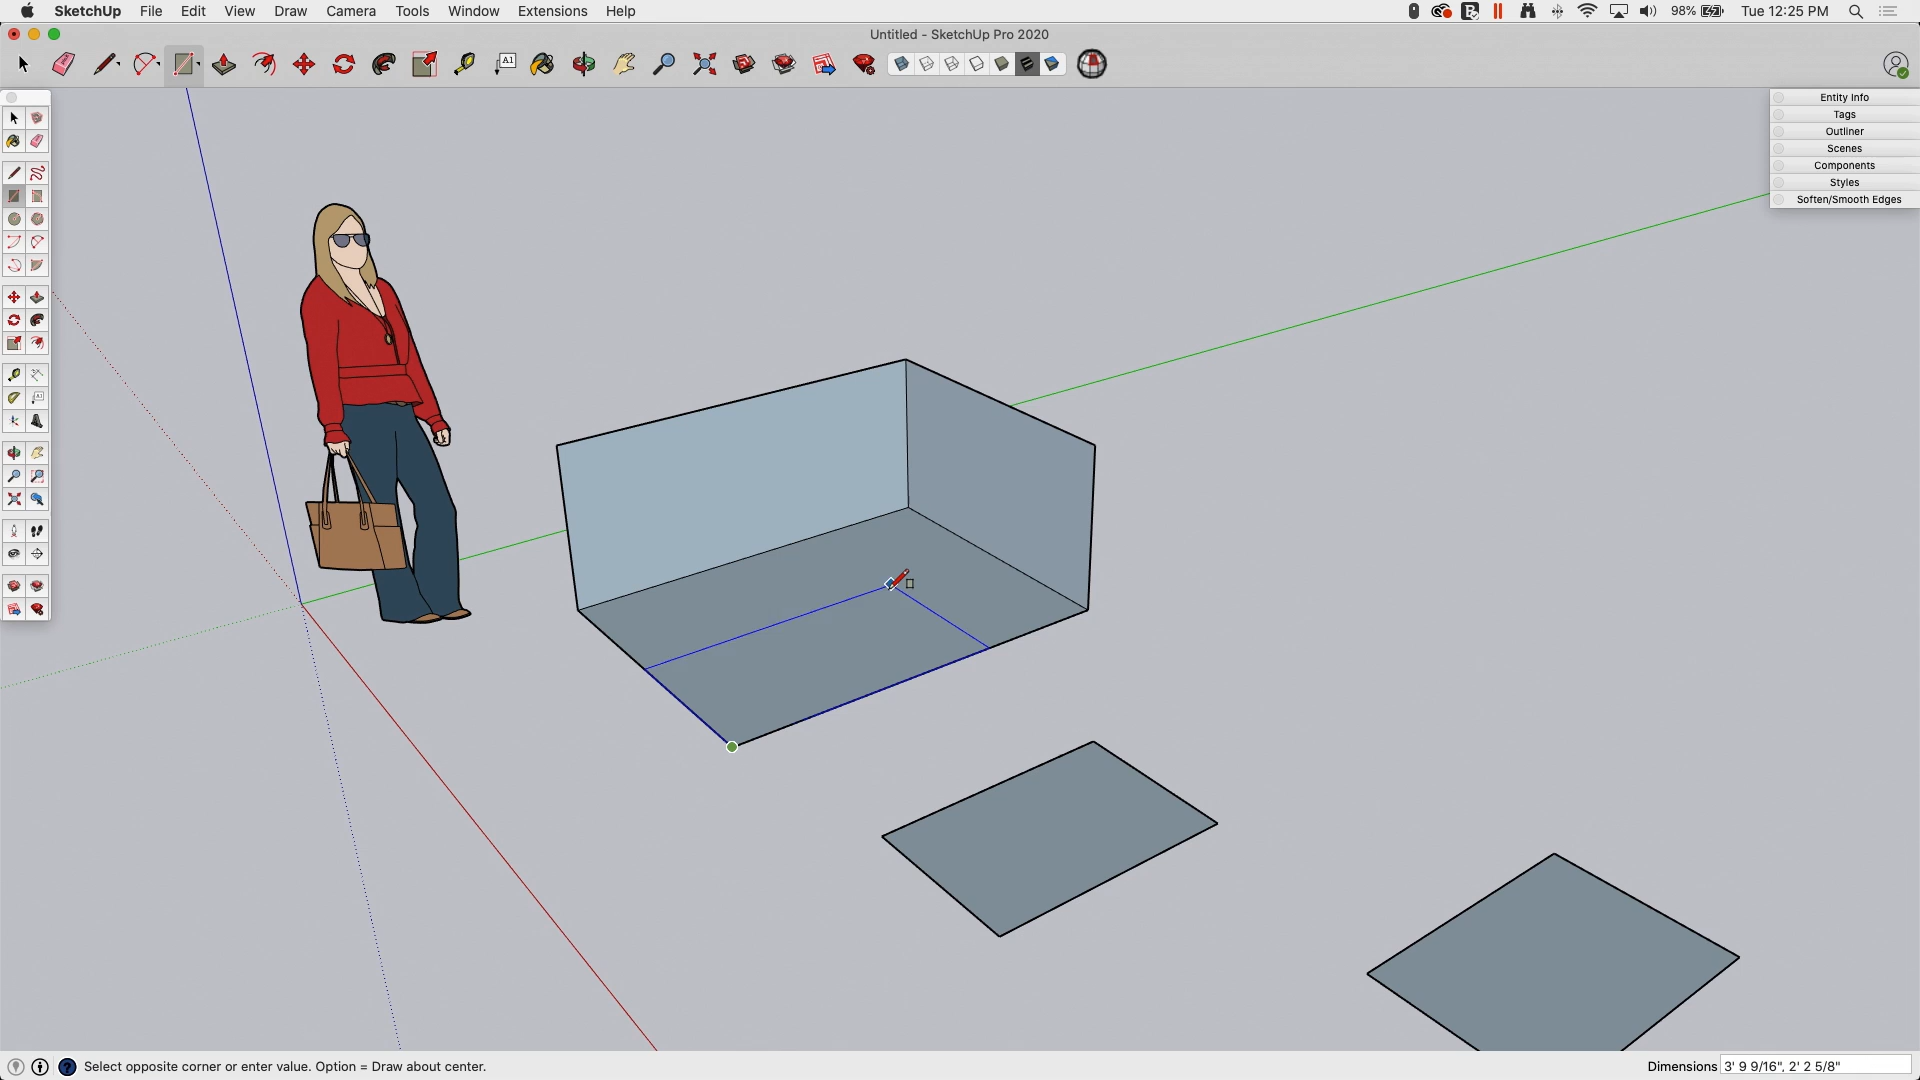 SketchUp File Edit View Draw Camera Tools Window Extensions Help 98% Tue 12:25 PM
Untitled - SketchUp Pro 2020
A1
Entity Info
Tags
Outliner
Scenes
Components
Styles
Soften/Smooth Edges
A1
Select opposite corner or enter value. Option = Draw about center.
Dimensions 3' 9 9/16", 2' 2 5/8"